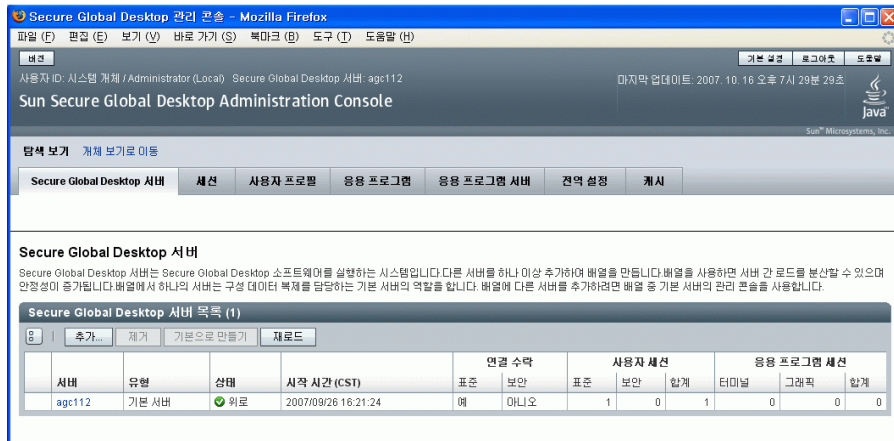 Secure Global Desktop 관리 콘솔 - Mozilla Firefox
파일 (F) 편집 (E) 보기 (V) 바로 가기 (S) 북마크 (B) 도구 (T) 도움말 (H)
버전 기본 설정 로그아웃 도움말
사용자 ID: 시스템 개체 / Administrator (Local) Secure Global Desktop 서버: agc112 마지막 업데이트: 2007. 10. 16 오후 7시 29분 29초
Sun Secure Global Desktop Administration Console
Java
Sun™ Microsystems, Inc.
탐색 보기 개체 보기로 이동
Secure Global Desktop 서버 세션 사용자 프로필 응용 프로그램 응용 프로그램 서버 전역 설정 캐시
Secure Global Desktop 서버
Secure Global Desktop 서버는 Secure Global Desktop 소프트웨어를 실행하는 시스템입니다.다른 서버를 하나 이상 추가하여 배열을 만듭니다.배열을 사용하면 서버 간 로드를 분산할 수 있으며
안정성이 증가됩니다.배열에서 하나의 서버는 구성 데이터 복제를 담당하는 기본 서버의 역할을 합니다. 배열에 다른 서버를 추가하려면 배열 중 기본 서버의 관리 콘솔을 사용합니다.
Secure Global Desktop 서버 목록 (1)
추가... 제거 기본으로 만들기 재로드
연결 수락 사용자 세션 응용 프로그램 세션
서버 유형 상태 시작 시간 (CST) 표준 보안 표준 보안 합계 터미널 그래픽 합계
agc112 기본 서버 위로 2007/09/26 16:21:24 예 아니오 1 0 1 0 0 0